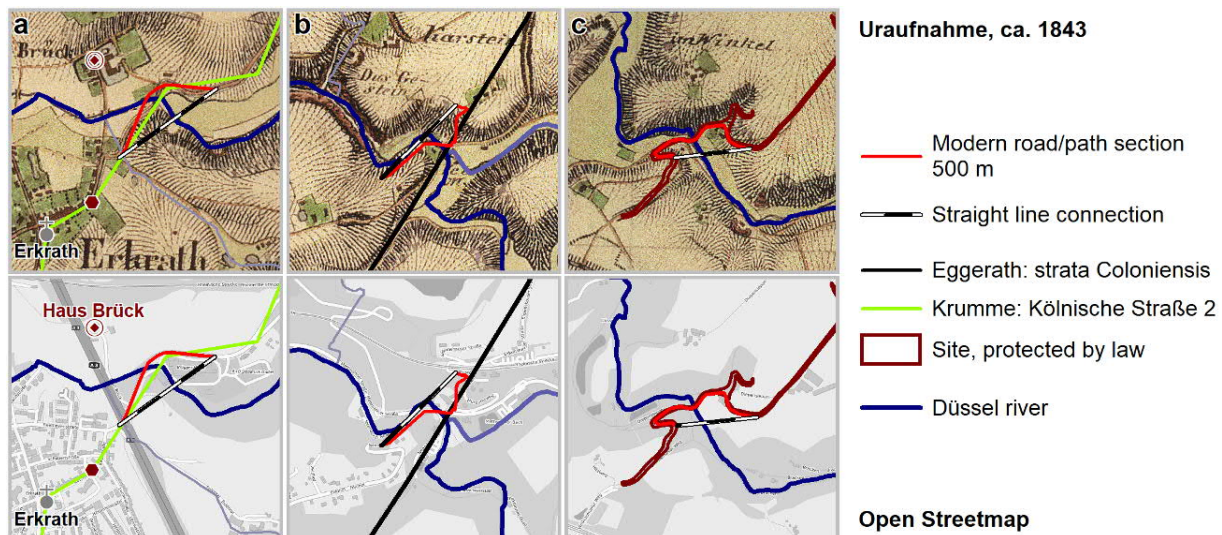 a
Brück
Erkrath
Erkrath
b
Karstein
Das Ge-
stein
c
im Winkel
Uraufnahme, ca. 1843
Modern road/path section
500 m
Straight line connection
Eggerath: strata Coloniensis
Krumme: Kölnische Straße 2
Site, protected by law
Düssel river
Haus Brück
Erkrath
Open Streetmap